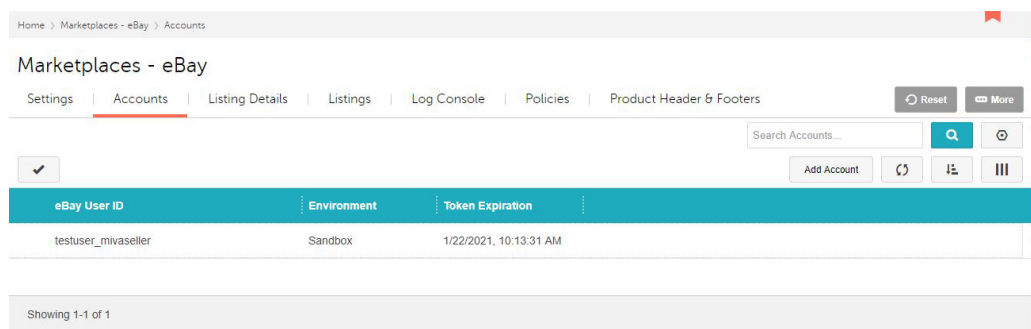 Home > Marketplaces - eBay > Accounts
Marketplaces - eBay
Settings | Accounts | Listing Details | Listings | Log Console | Policies | Product Header & Footers
Reset
More
Search Accounts...
Add Account
eBay User ID Environment Token Expiration
testuser_mivaseller Sandbox 1/22/2021, 10:13:31 AM
Showing 1-1 of 1